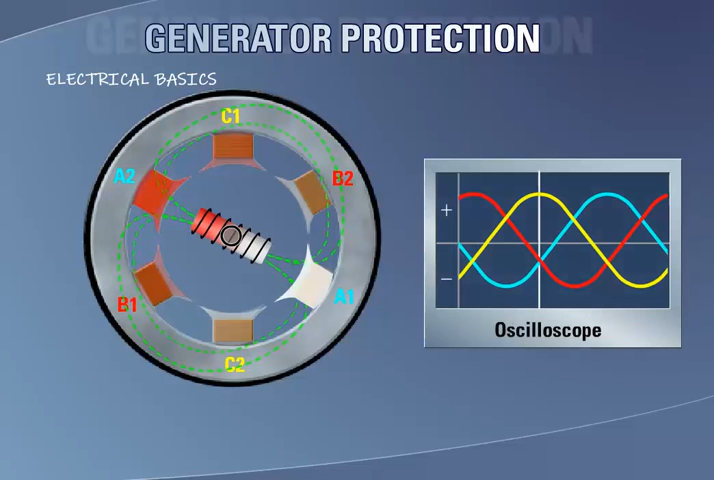 GENERATOR PROTECTION
ELECTRICAL BASICS
C1
A2
B2
B1
A1
C2
+
−
Oscilloscope